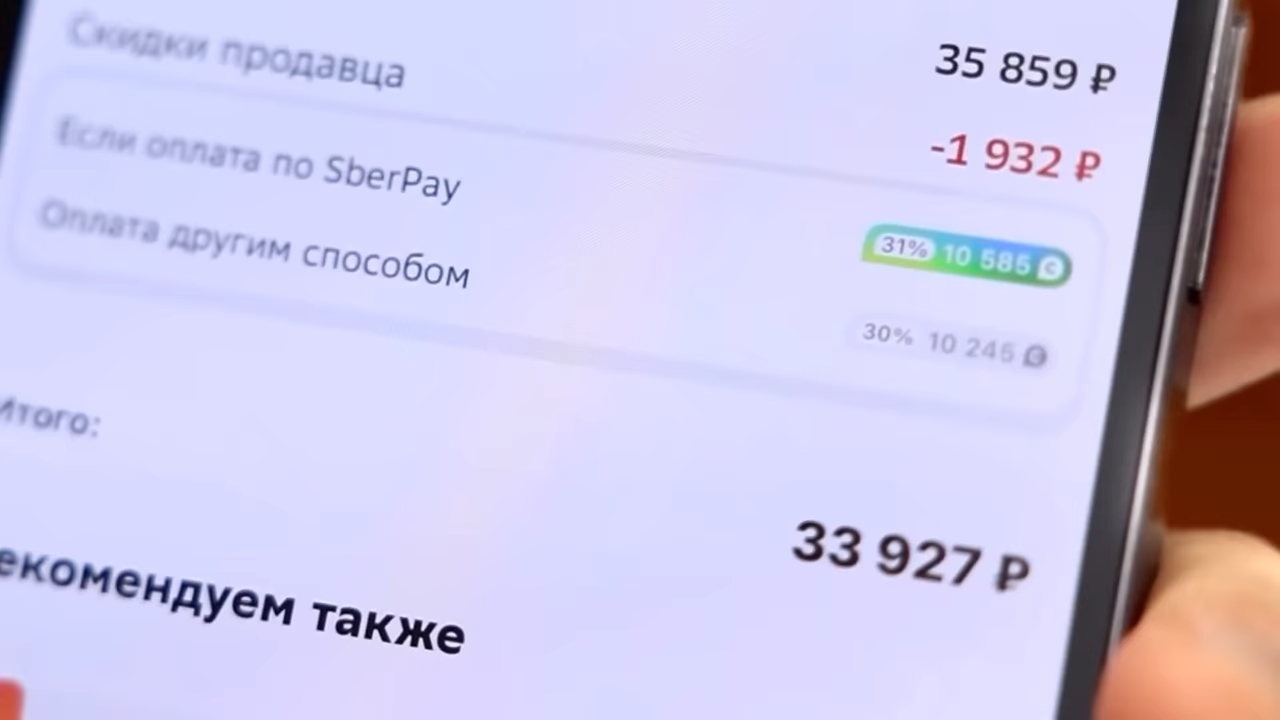 35 859 ₽
Скидки продавца -1 932 ₽
Если оплата по SberPay 31% 10 585
Оплата другим способом 30% 10 245
Итого: 33 927 ₽
екомендуем также